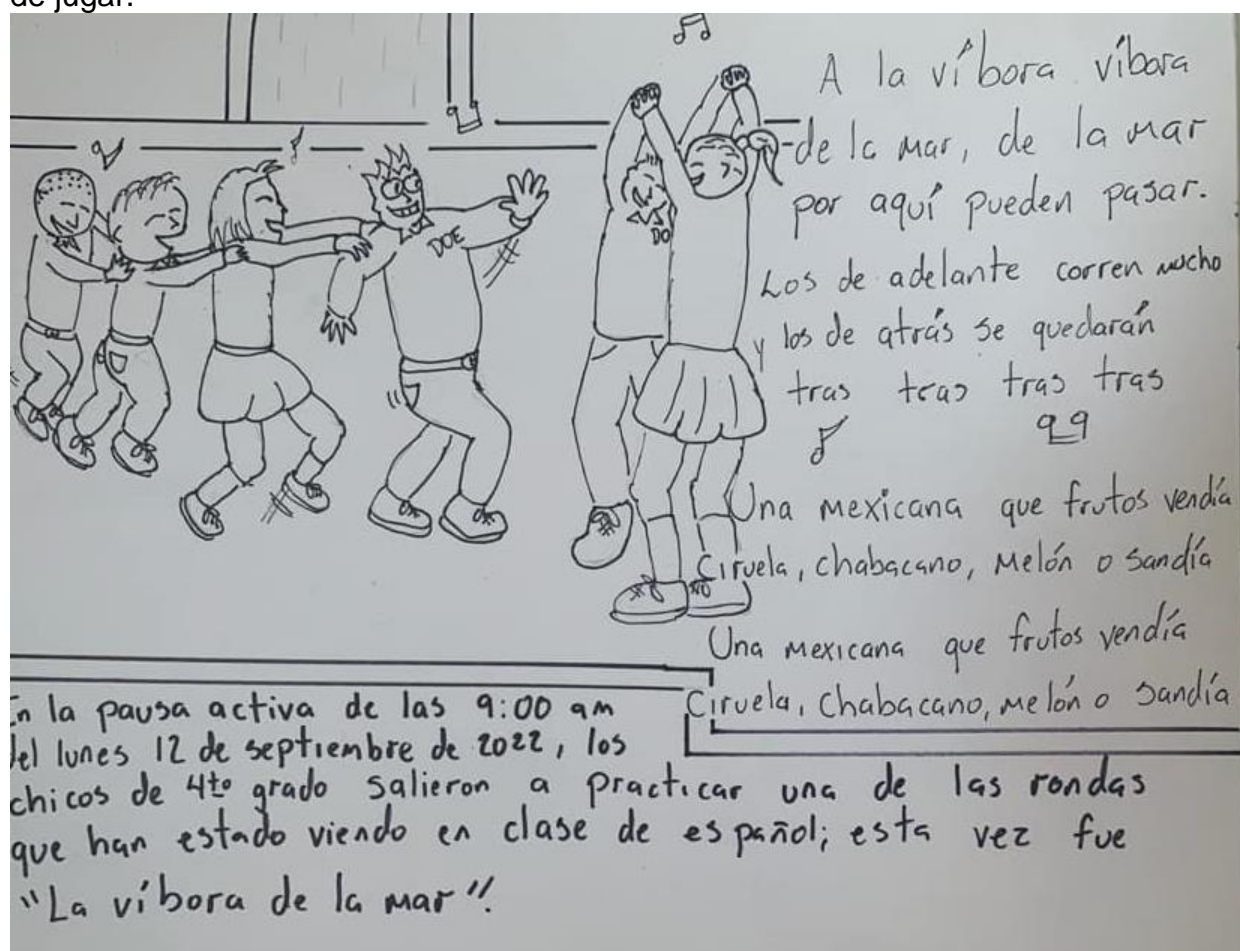 de jugar.
A la víbora víbora
de la mar, de la mar
por aquí pueden pasar.
Los de adelante corren mucho
y los de atrás se quedarán
tras tras tras tras
Una mexicana que frutos vendía
Ciruela, chabacano, melón o sandía
Una mexicana que frutos vendía
Ciruela, chabacano, melón o sandía
DOE
DO
En la pausa activa de las 9:00 am
del lunes 12 de septiembre de 2022, los
chicos de 4to grado salieron a practicar una de las rondas
que han estado viendo en clase de español; esta vez fue
"La víbora de la mar".